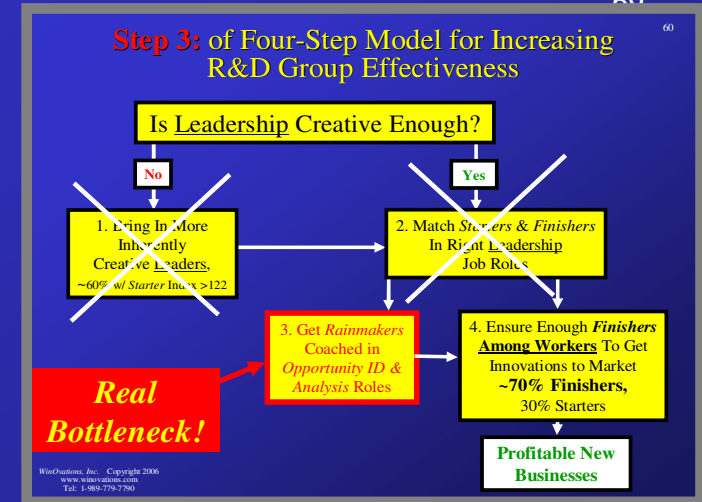 60
Step 3: of Four-Step Model for Increasing
R&D Group Effectiveness
Is Leadership Creative Enough?
No
Yes
1. Bring In More
Inherently
Creative Leaders,
~60% w/ Starter Index >122
2. Match Starters & Finishers
In Right Leadership
Job Roles
3. Get Rainmakers
Coached in
Opportunity ID &
Analysis Roles
4. Ensure Enough Finishers
Among Workers To Get
Innovations to Market
~70% Finishers,
30% Starters
Real
Bottleneck!
Profitable New
Businesses
WinOvations, Inc. Copyright 2006
www.winovations.com
Tel: 1-989-779-7790